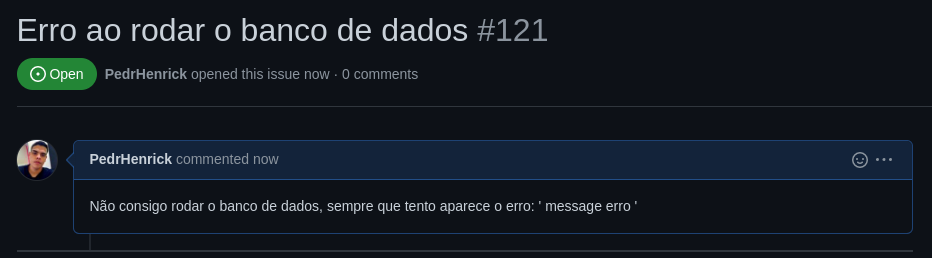 Erro ao rodar o banco de dados #121
Open PedrHenrick opened this issue now · 0 comments
PedrHenrick commented now
Não consigo rodar o banco de dados, sempre que tento aparece o erro: ' message erro '